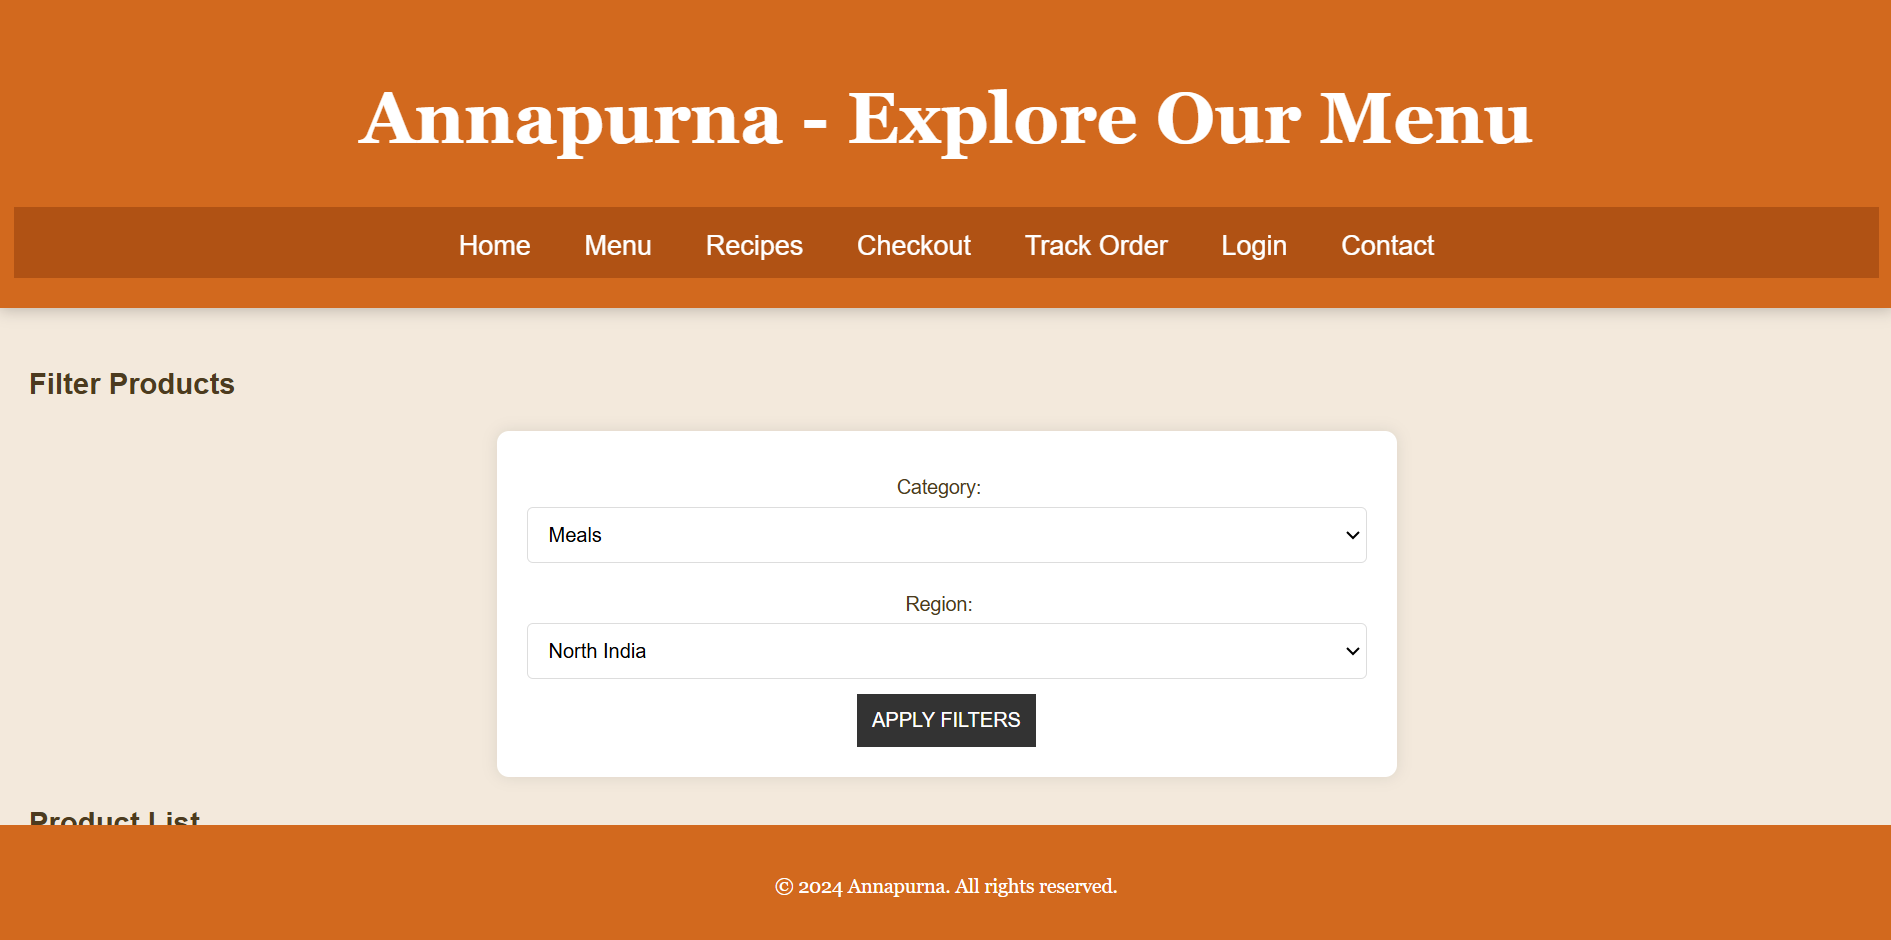 Annapurna - Explore Our Menu
Home Menu Recipes Checkout Track Order Login Contact
Filter Products
Category:
Meals
Region:
North India
APPLY FILTERS
Product List
© 2024 Annapurna. All rights reserved.